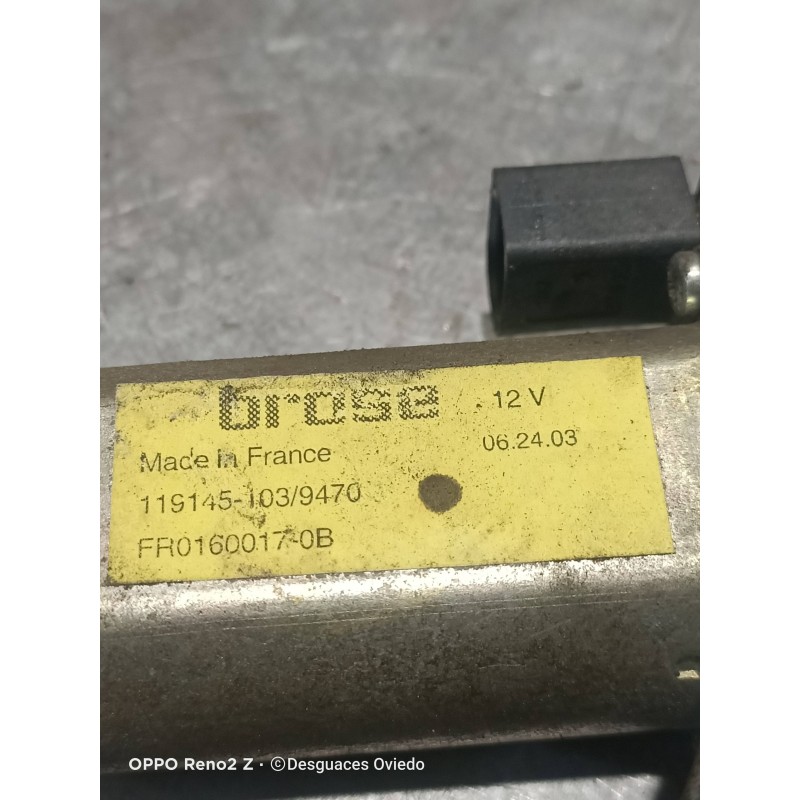 brose 12 V
Made in France 06.24.03
119145-103/9470
FR0160017-0B
OPPO Reno2 Z · ©Desguaces Oviedo